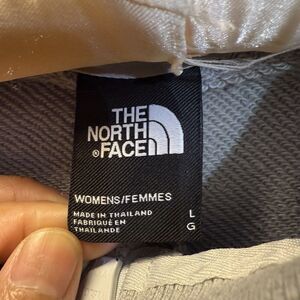 THE
NORTH
®FACE
WOMENS/FEMMES
MADE IN THAILAND
FABRIQUÉ EN
THAÏLANDE
L
G